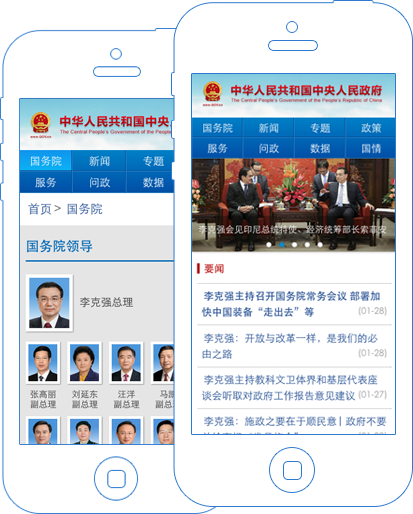 中华人民共和国中央
The Central People's Government of the People's
www.GOV.cn
国务院 新闻 专题
服务 问政 数据
首页 > 国务院
国务院领导
李克强总理
张高丽 刘延东 汪洋 马凯
副总理 副总理 副总理 副总理
中华人民共和国中央人民政府
The Central People's Government of the People's Republic of China
www.GOV.cn
国务院 新闻 专题 政策
服务 问政 数据 国情
李克强会见印尼总统特使、经济统筹部长索菲安
要闻
李克强主持召开国务院常务会议 部署加
快中国装备“走出去”等 (01-28)
李克强：开放与改革一样，是我们的必
由之路 (01-28)
李克强主持教科文卫体界和基层代表座
谈会听取对政府工作报告意见建议 (01-27)
李克强：施政之要在于顺民意 | 政府不要